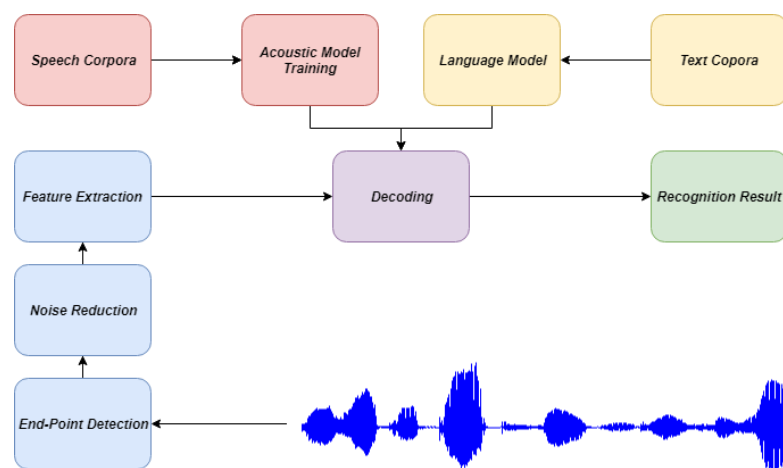 Speech Corpora
Acoustic Model
Training
Language Model
Text Copora
Feature Extraction
Decoding
Recognition Result
Noise Reduction
End-Point Detection